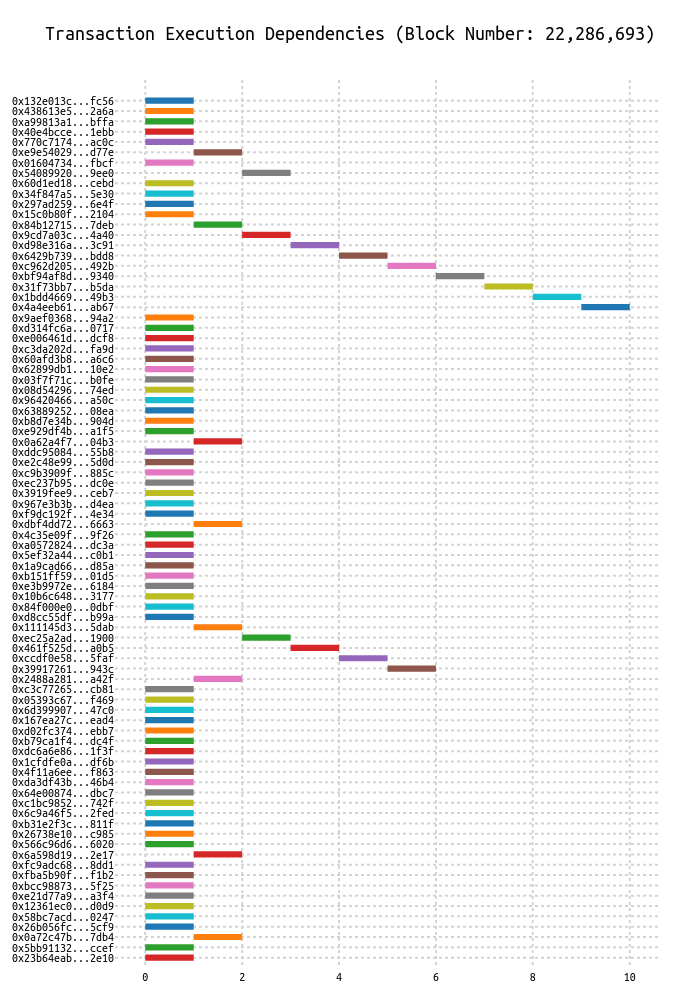 Transaction Execution Dependencies (Block Number: 22,286,693)
0x132e013c...fc56
0x438613e5...2a6a
0xa99813a1...bffa
0x40e4bcce...1ebb
0x770c7174...ac0c
0xe9e54029...d77e
0x01604734...fbcf
0x54089920...9ee0
0x60d1ed18...cebd
0x34f847a5...5e30
0x297ad259...6e4f
0x15c0b80f...2104
0x84b12715...7deb
0x9cd7a03c...4a40
0xd98e316a...3c91
0x6429b739...bdd8
0xc962d205...492b
0xbf94af8d...9340
0x31f73bb7...b5da
0x1bdd4669...49b3
0x4a4eeb61...ab67
0x9aef0368...94a2
0xd314fc6a...0717
0xe006461d...dcf8
0xc3da202d...fa9d
0x60afd3b8...a6c6
0x62899db1...10e2
0x03f7f71c...b0fe
0x08d54296...74ed
0x96420466...a50c
0x63889252...08ea
0xb8d7e34b...904d
0xe929df4b...a1f5
0x0a62a4f7...04b3
0xddc95084...55b8
0xe2c48e99...5d0d
0xc9b3909f...885c
0xec237b95...dc0e
0x3919fee9...ceb7
0x967e3b3b...d4ea
0xf9dc192f...4e34
0xdbf4dd72...6663
0x4c35e09f...9f26
0xa0572824...dc3a
0x5ef32a44...c0b1
0x1a9cad66...d85a
0xb151ff59...01d5
0xe3b9972e...6184
0x10b6c648...3177
0x84f000e0...0dbf
0xd8cc55df...b99a
0x111145d3...5dab
0xec25a2ad...1900
0x461f525d...a0b5
0xccdf0e58...5faf
0x39917261...943c
0x2488a281...a42f
0xc3c77265...cb81
0x05393c67...f469
0x6d399907...47c0
0x167ea27c...ead4
0xd02fc374...ebb7
0xb79ca1f4...dc4f
0xdc6a6e86...1f3f
0x1cfdfe0a...df6b
0x4f11a6ee...f863
0xda3df43b...46b4
0x64e00874...dbc7
0xc1bc9852...742f
0x6c9a46f5...2fed
0xb31e2f3c...811f
0x26738e10...c985
0x566c96d6...6020
0x6a598d19...2e17
0xfc9adc68...8dd1
0xfba5b90f...f1b2
0xbcc98873...5f25
0xe21d77a9...a3f4
0x12361ec0...d0d9
0x58bc7acd...0247
0x26b056fc...5cf9
0x0a72c47b...7db4
0x5bb91132...ccef
0x23b64eab...2e10
0 2 4 6 8 10